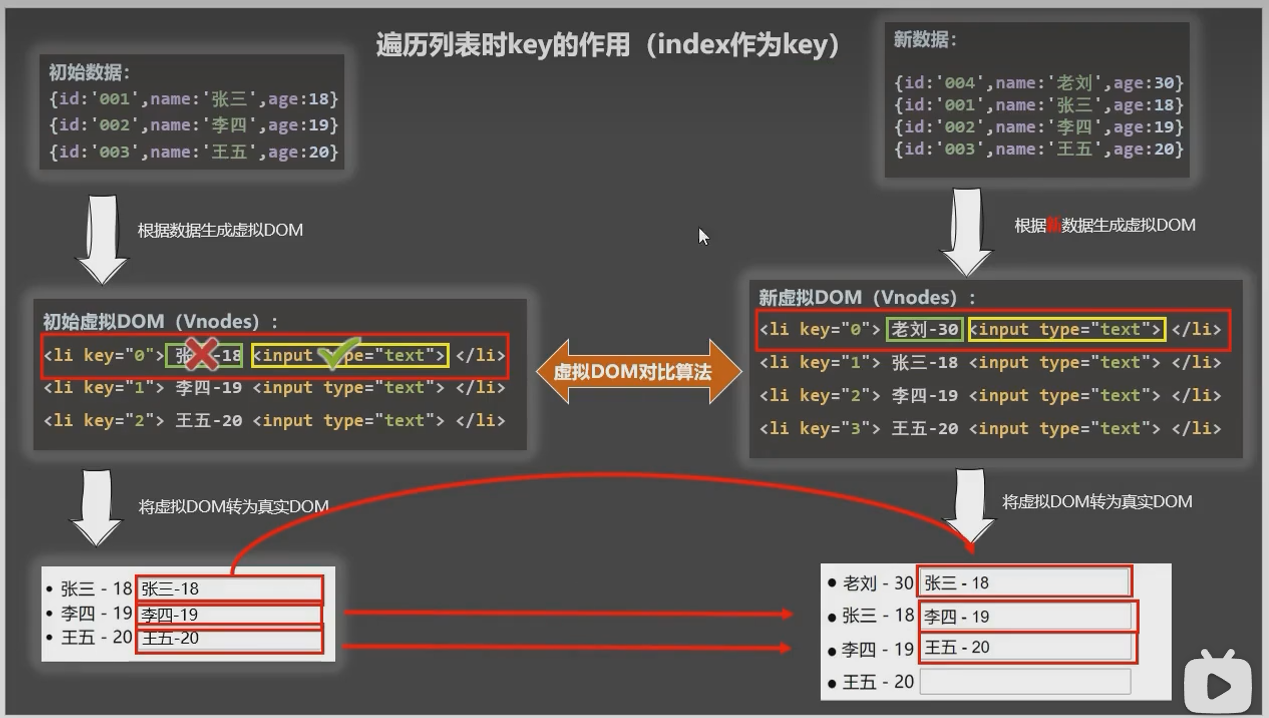 遍历列表时key的作用（index作为key）
初始数据：
{id:'001',name:'张三',age:18}
{id:'002',name:'李四',age:19}
{id:'003',name:'王五',age:20}
新数据：
{id:'004',name:'老刘',age:30}
{id:'001',name:'张三',age:18}
{id:'002',name:'李四',age:19}
{id:'003',name:'王五',age:20}
根据数据生成虚拟DOM
根据新数据生成虚拟DOM
初始虚拟DOM（Vnodes）：
<li key="0"> 张三-18 <input type="text"> </li>
<li key="1"> 李四-19 <input type="text"> </li>
<li key="2"> 王五-20 <input type="text"> </li>
虚拟DOM对比算法
新虚拟DOM（Vnodes）：
<li key="0"> 老刘-30 <input type="text"> </li>
<li key="1"> 张三-18 <input type="text"> </li>
<li key="2"> 李四-19 <input type="text"> </li>
<li key="3"> 王五-20 <input type="text"> </li>
将虚拟DOM转为真实DOM
将虚拟DOM转为真实DOM
• 张三 - 18 张三-18
• 李四 - 19 李四-19
• 王五 - 20 王五-20
• 老刘 - 30 张三 - 18
• 张三 - 18 李四 - 19
• 李四 - 19 王五 - 20
• 王五 - 20